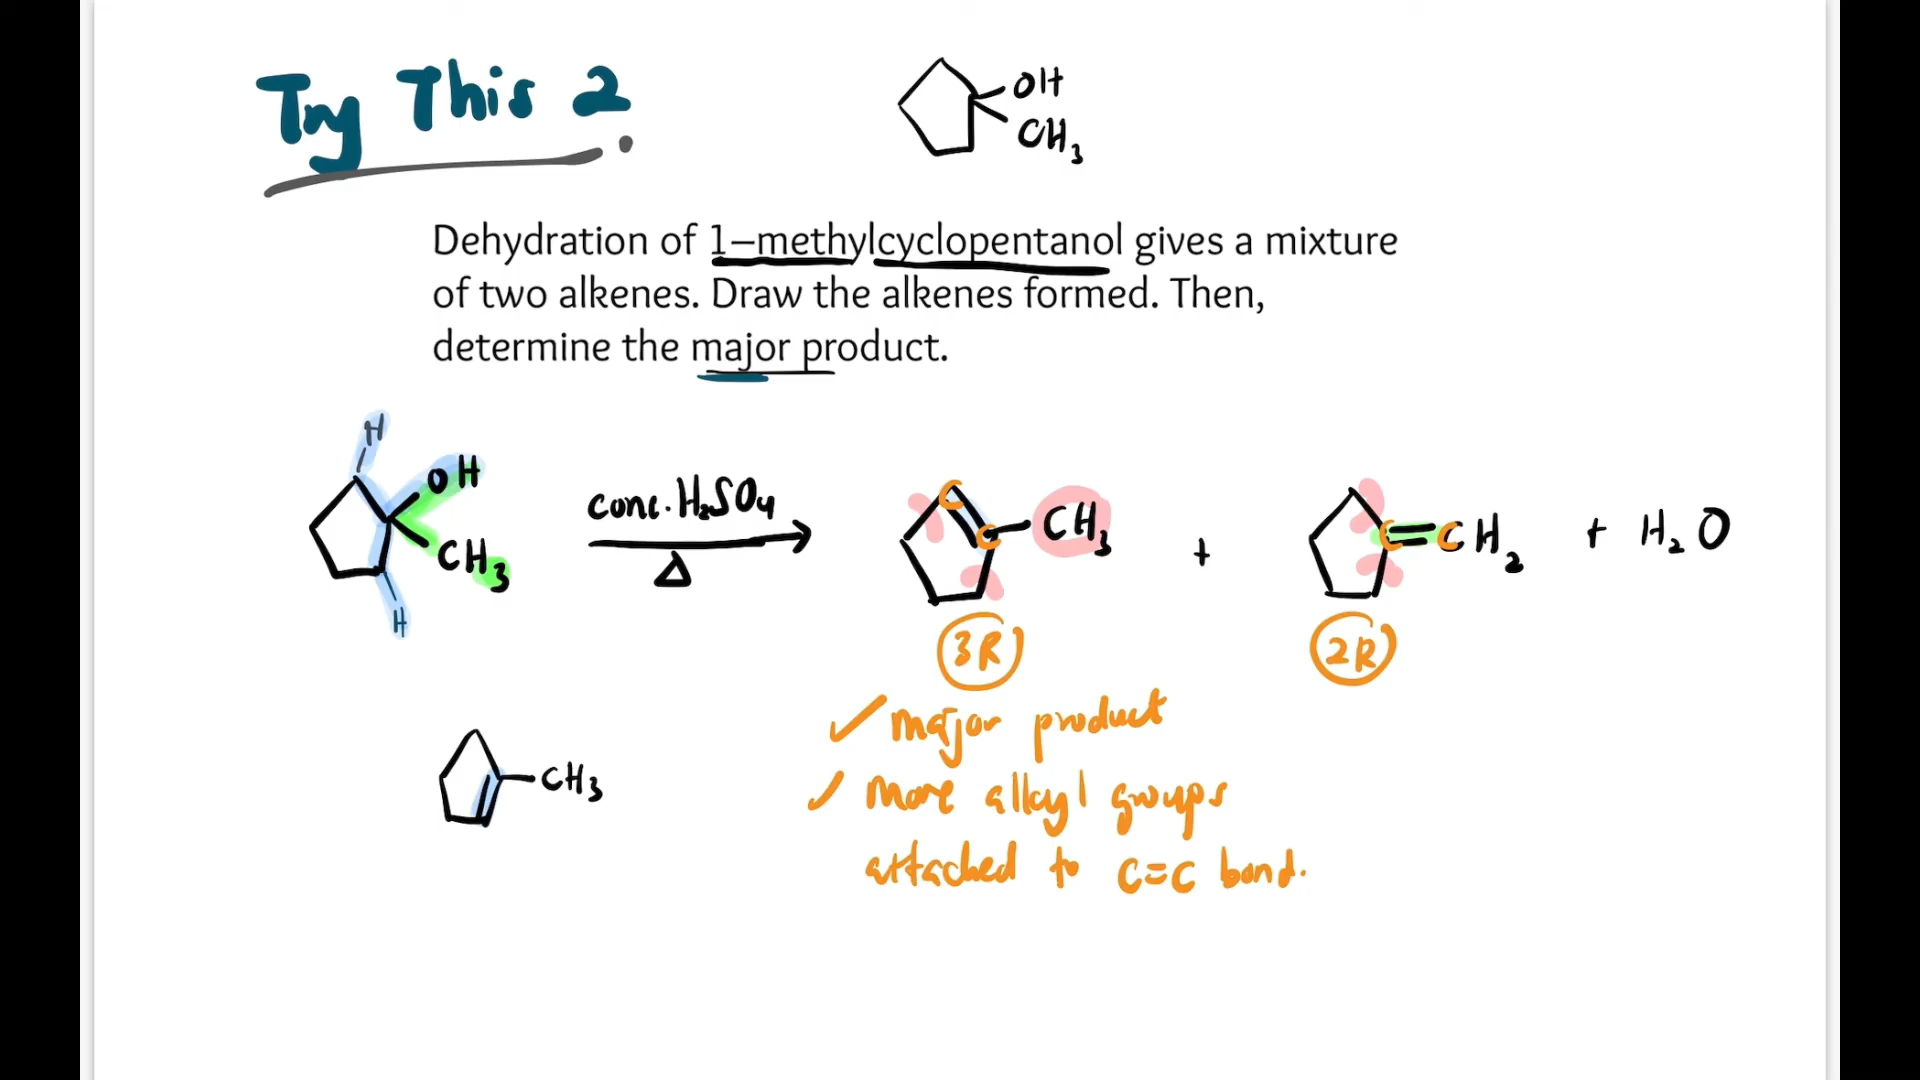 Try This 2.
OH
CH3
Dehydration of 1–methylcyclopentanol gives a mixture
of two alkenes. Draw the alkenes formed. Then,
determine the major product.
H
OH
CH3
H
conc. H2SO4
Δ
C
C
CH3
+
C=CH2
+ H2O
3R
2R
✓ major product
CH3
✓ More alkyl groups
attached to C=C bond.